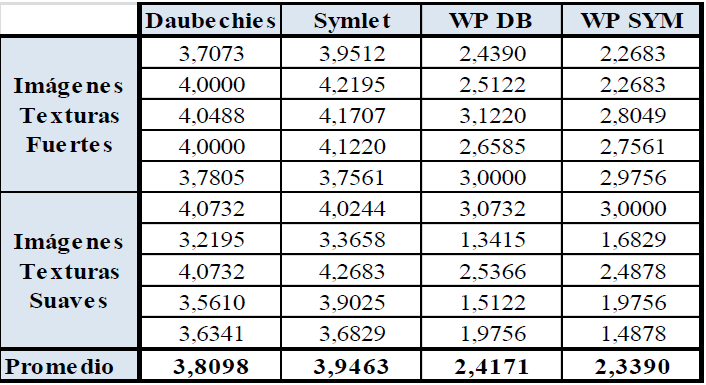 Daubechies Symlet WP DB WP SYM
Imágenes Texturas Fuertes
3,7073 3,9512 2,4390 2,2683
4,0000 4,2195 2,5122 2,2683
4,0488 4,1707 3,1220 2,8049
4,0000 4,1220 2,6585 2,7561
3,7805 3,7561 3,0000 2,9756
Imágenes Texturas Suaves
4,0732 4,0244 3,0732 3,0000
3,2195 3,3658 1,3415 1,6829
4,0732 4,2683 2,5366 2,4878
3,5610 3,9025 1,5122 1,9756
3,6341 3,6829 1,9756 1,4878
Promedio 3,8098 3,9463 2,4171 2,3390